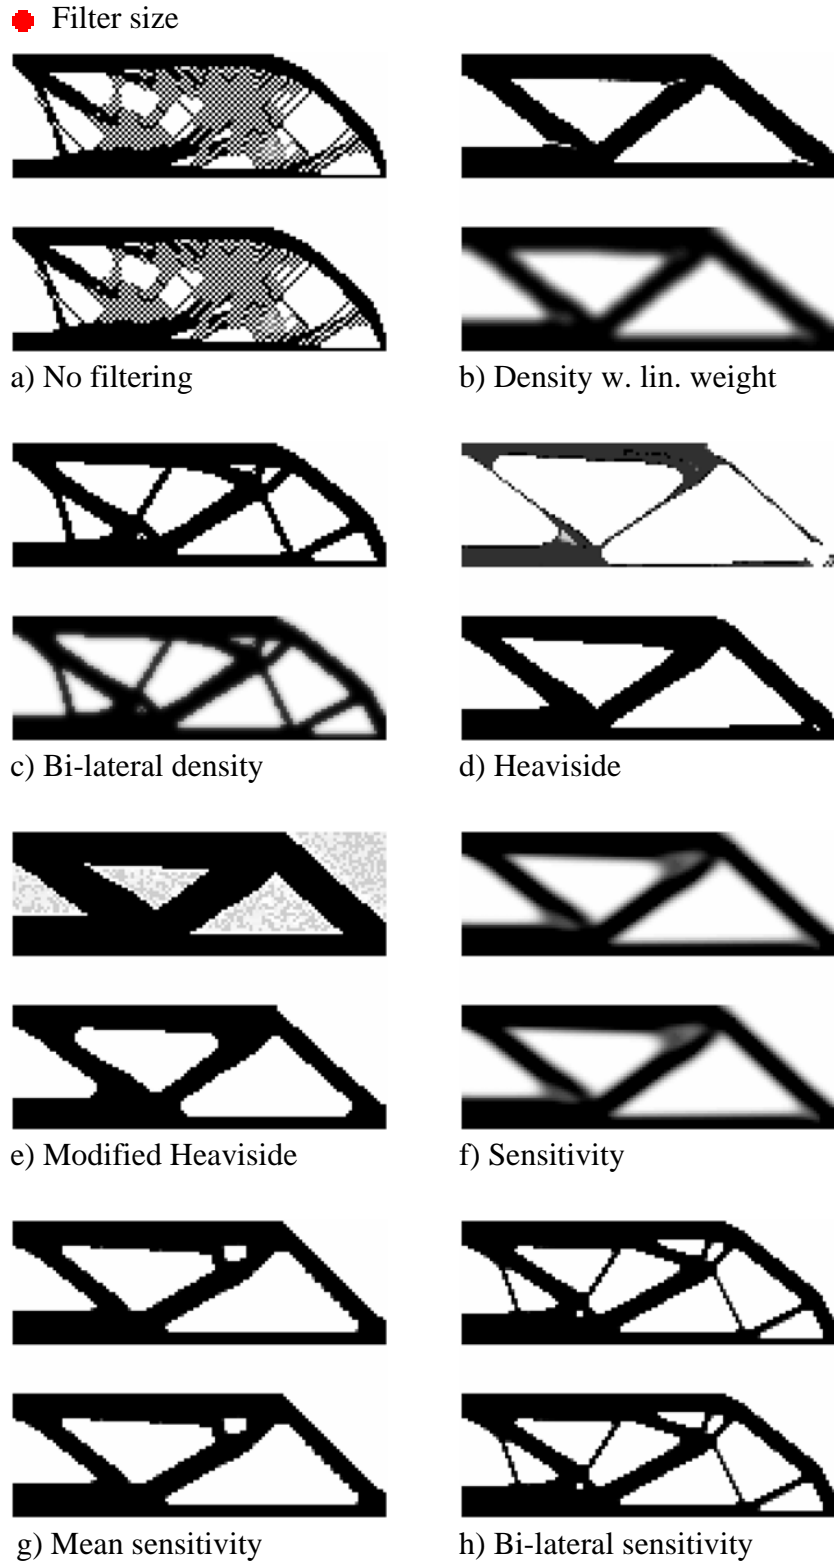 Filter size
a) No filtering
b) Density w. lin. weight
c) Bi-lateral density
d) Heaviside
e) Modified Heaviside
f) Sensitivity
g) Mean sensitivity
h) Bi-lateral sensitivity